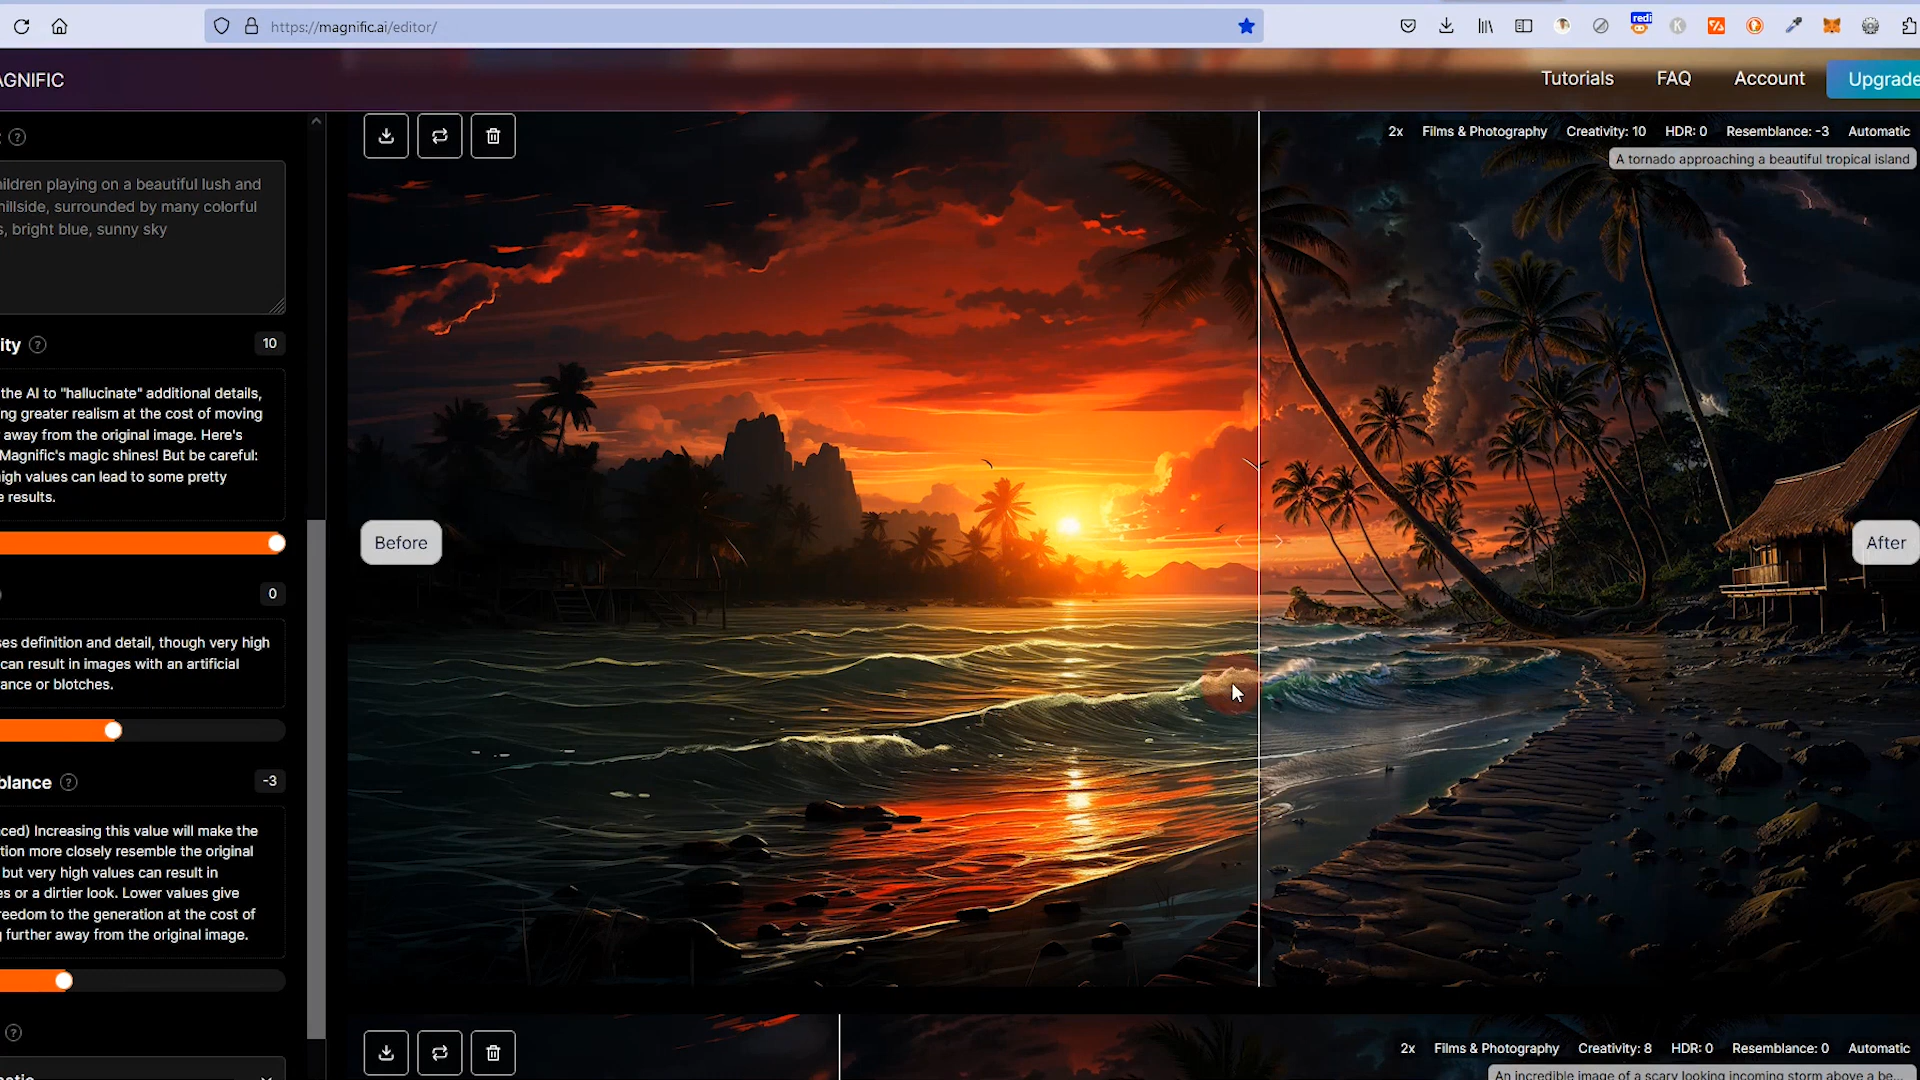 https://magnific.ai/editor/
redi
AGNIFIC
Tutorials
FAQ
Account
Upgrade
ildren playing on a beautiful lush and
hillside, surrounded by many colorful
s, bright blue, sunny sky
ity
10
the AI to "hallucinate" additional details,
ng greater realism at the cost of moving
away from the original image. Here's
Magnific's magic shines! But be careful:
igh values can lead to some pretty
e results.
0
ses definition and detail, though very high
can result in images with an artificial
ance or blotches.
blance
-3
ced) Increasing this value will make the
tion more closely resemble the original
but very high values can result in
es or a dirtier look. Lower values give
reedom to the generation at the cost of
g further away from the original image.
2x Films & Photography Creativity: 10 HDR: 0 Resemblance: -3 Automatic
A tornado approaching a beautiful tropical island
Before
After
2x Films & Photography Creativity: 8 HDR: 0 Resemblance: 0 Automatic
An incredible image of a scary looking incoming storm above a be...